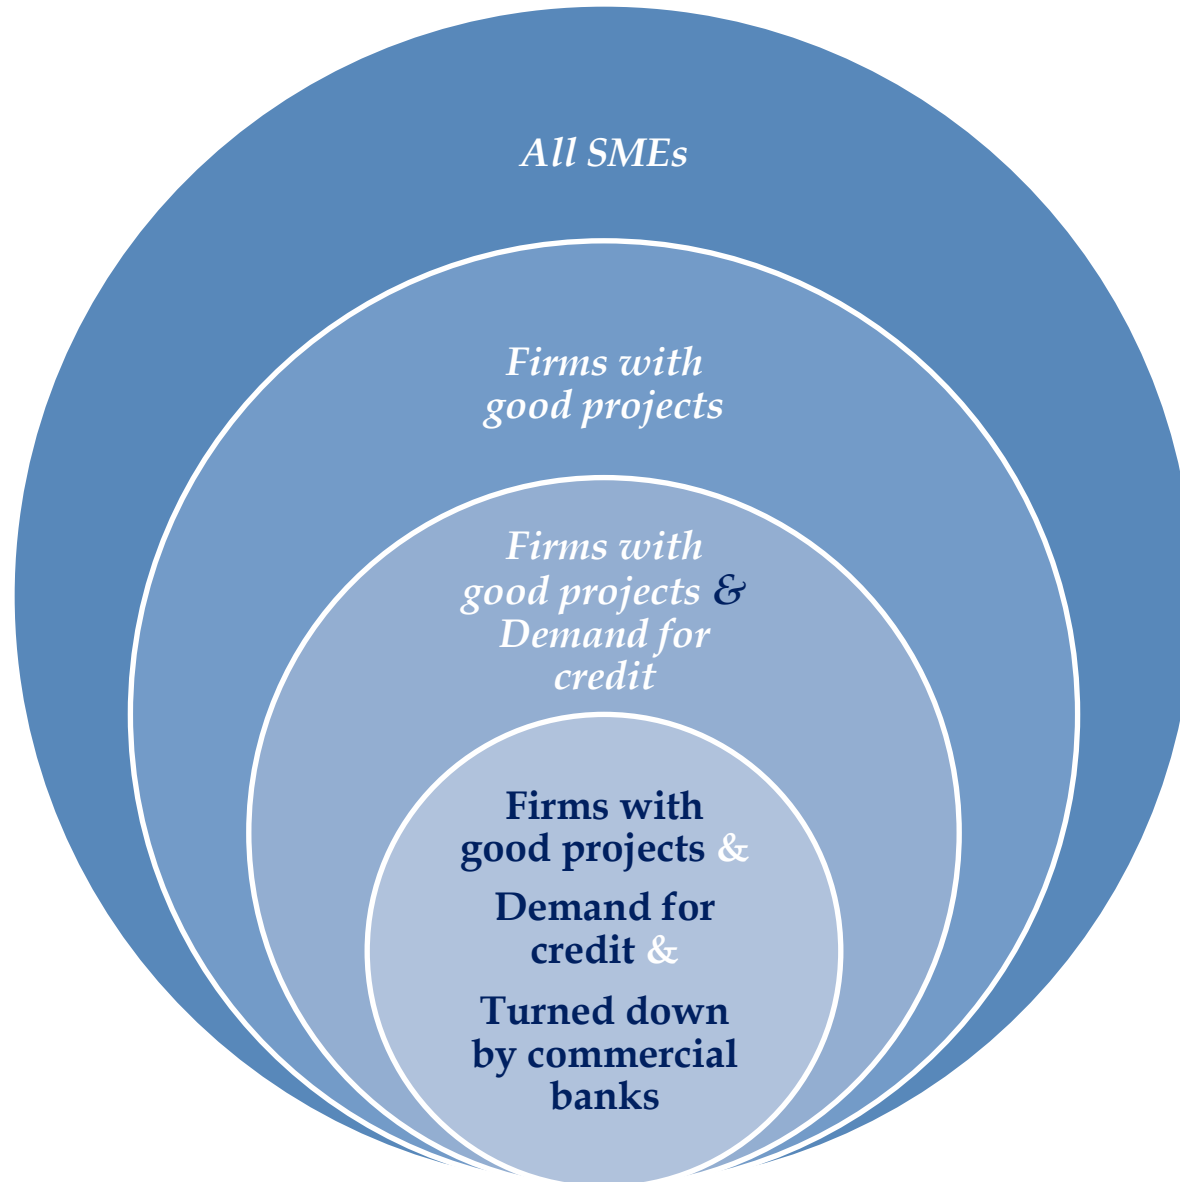 All SMEs
Firms with
good projects
Firms with
good projects &
Demand for
credit
Firms with
good projects &
Demand for
credit &
Turned down
by commercial
banks